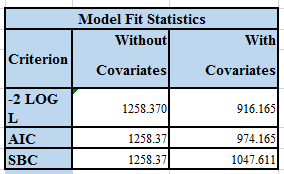 Model Fit Statistics
Criterion Without Covariates With Covariates
-2 LOG L 1258.370 916.165
AIC 1258.37 974.165
SBC 1258.37 1047.611